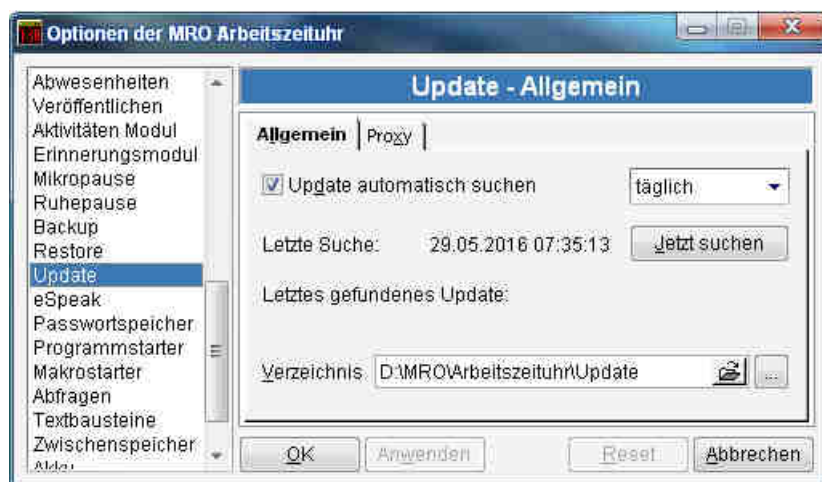 Optionen der MRO Arbeitszeituhr
Abwesenheiten
Veröffentlichen
Aktivitäten Modul
Erinnerungsmodul
Mikropause
Ruhepause
Backup
Restore
Update
eSpeak
Passwortspeicher
Programmstarter
Makrostarter
Abfragen
Textbausteine
Zwischenspeicher
Akku
Update - Allgemein
Allgemein
Proxy
Update automatisch suchen
täglich
Letzte Suche: 29.05.2016 07:35:13
Jetzt suchen
Letztes gefundenes Update:
Verzeichnis D:\MRO\Arbeitszeituhr\Update
...
OK
Anwenden
Reset
Abbrechen